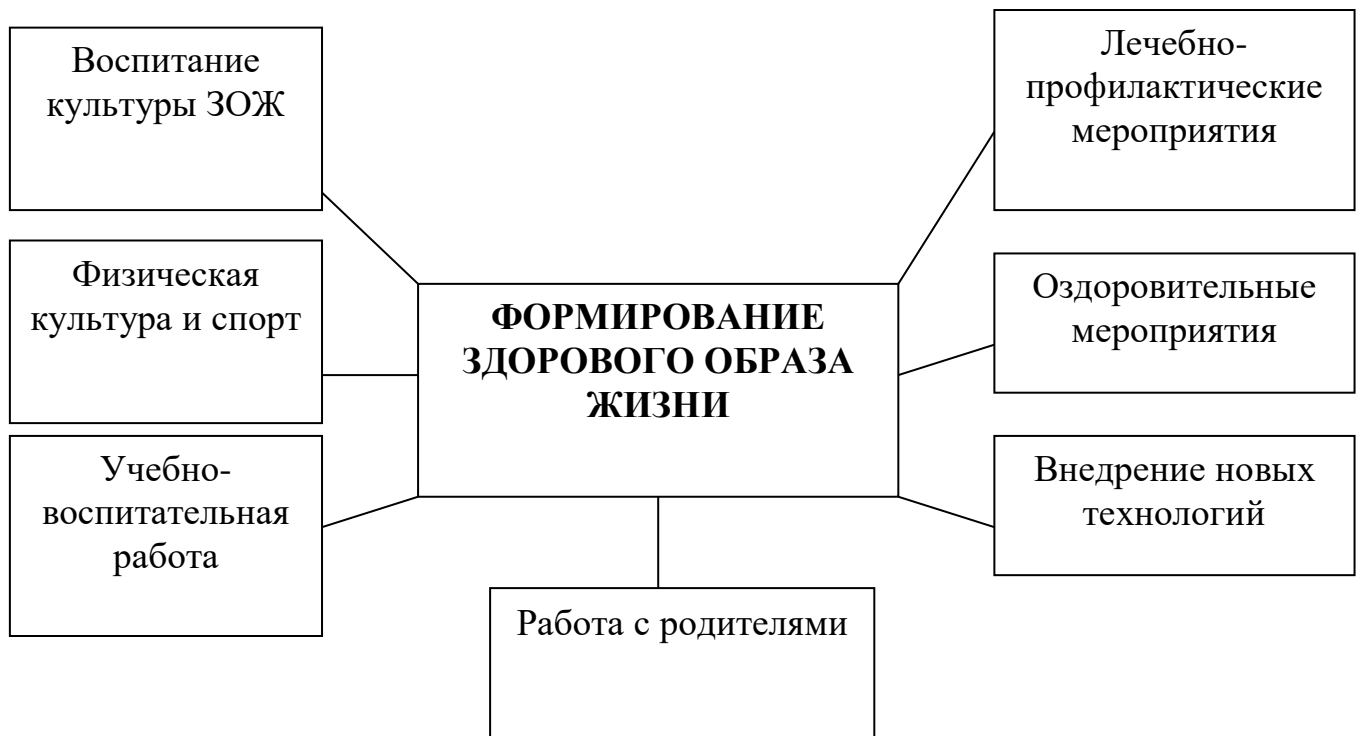 Воспитание
культуры ЗОЖ
Физическая
культура и спорт
Учебно-
воспитательная
работа
ФОРМИРОВАНИЕ
ЗДОРОВОГО ОБРАЗА
ЖИЗНИ
Работа с родителями
Лечебно-
профилактические
мероприятия
Оздоровительные
мероприятия
Внедрение новых
технологий